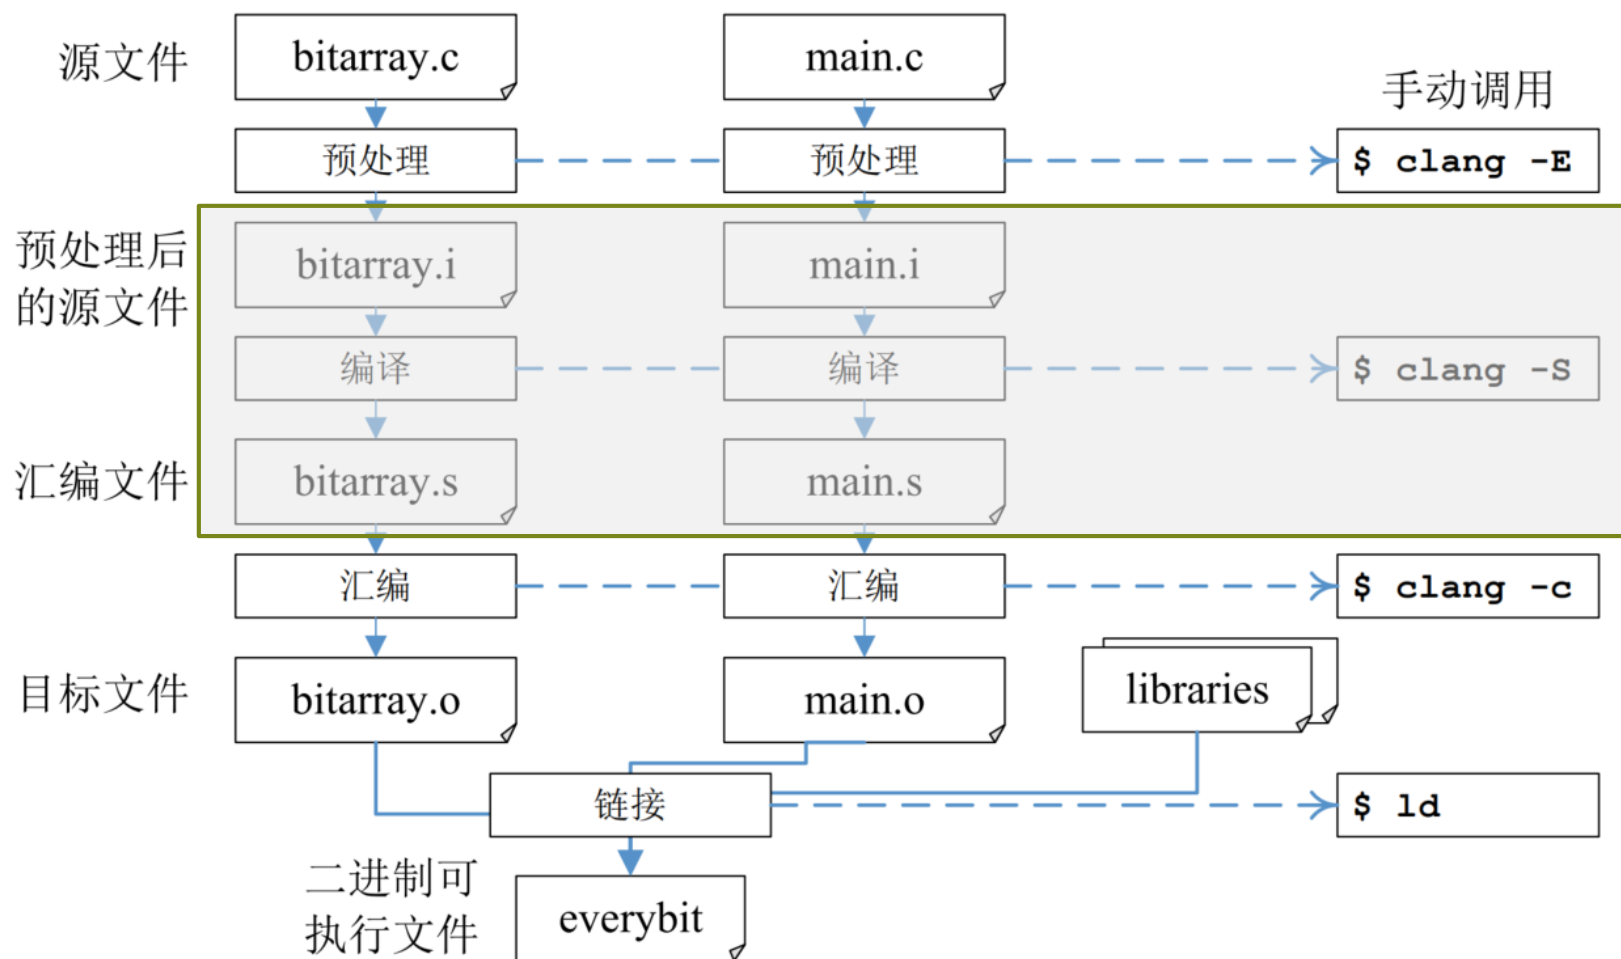 源文件
bitarray.c
main.c
手动调用
预处理
预处理
$ clang -E
预处理后
的源文件
bitarray.i
main.i
编译
编译
$ clang -S
汇编文件
bitarray.s
main.s
汇编
汇编
$ clang -c
目标文件
bitarray.o
main.o
libraries
链接
$ ld
二进制可
执行文件
everybit